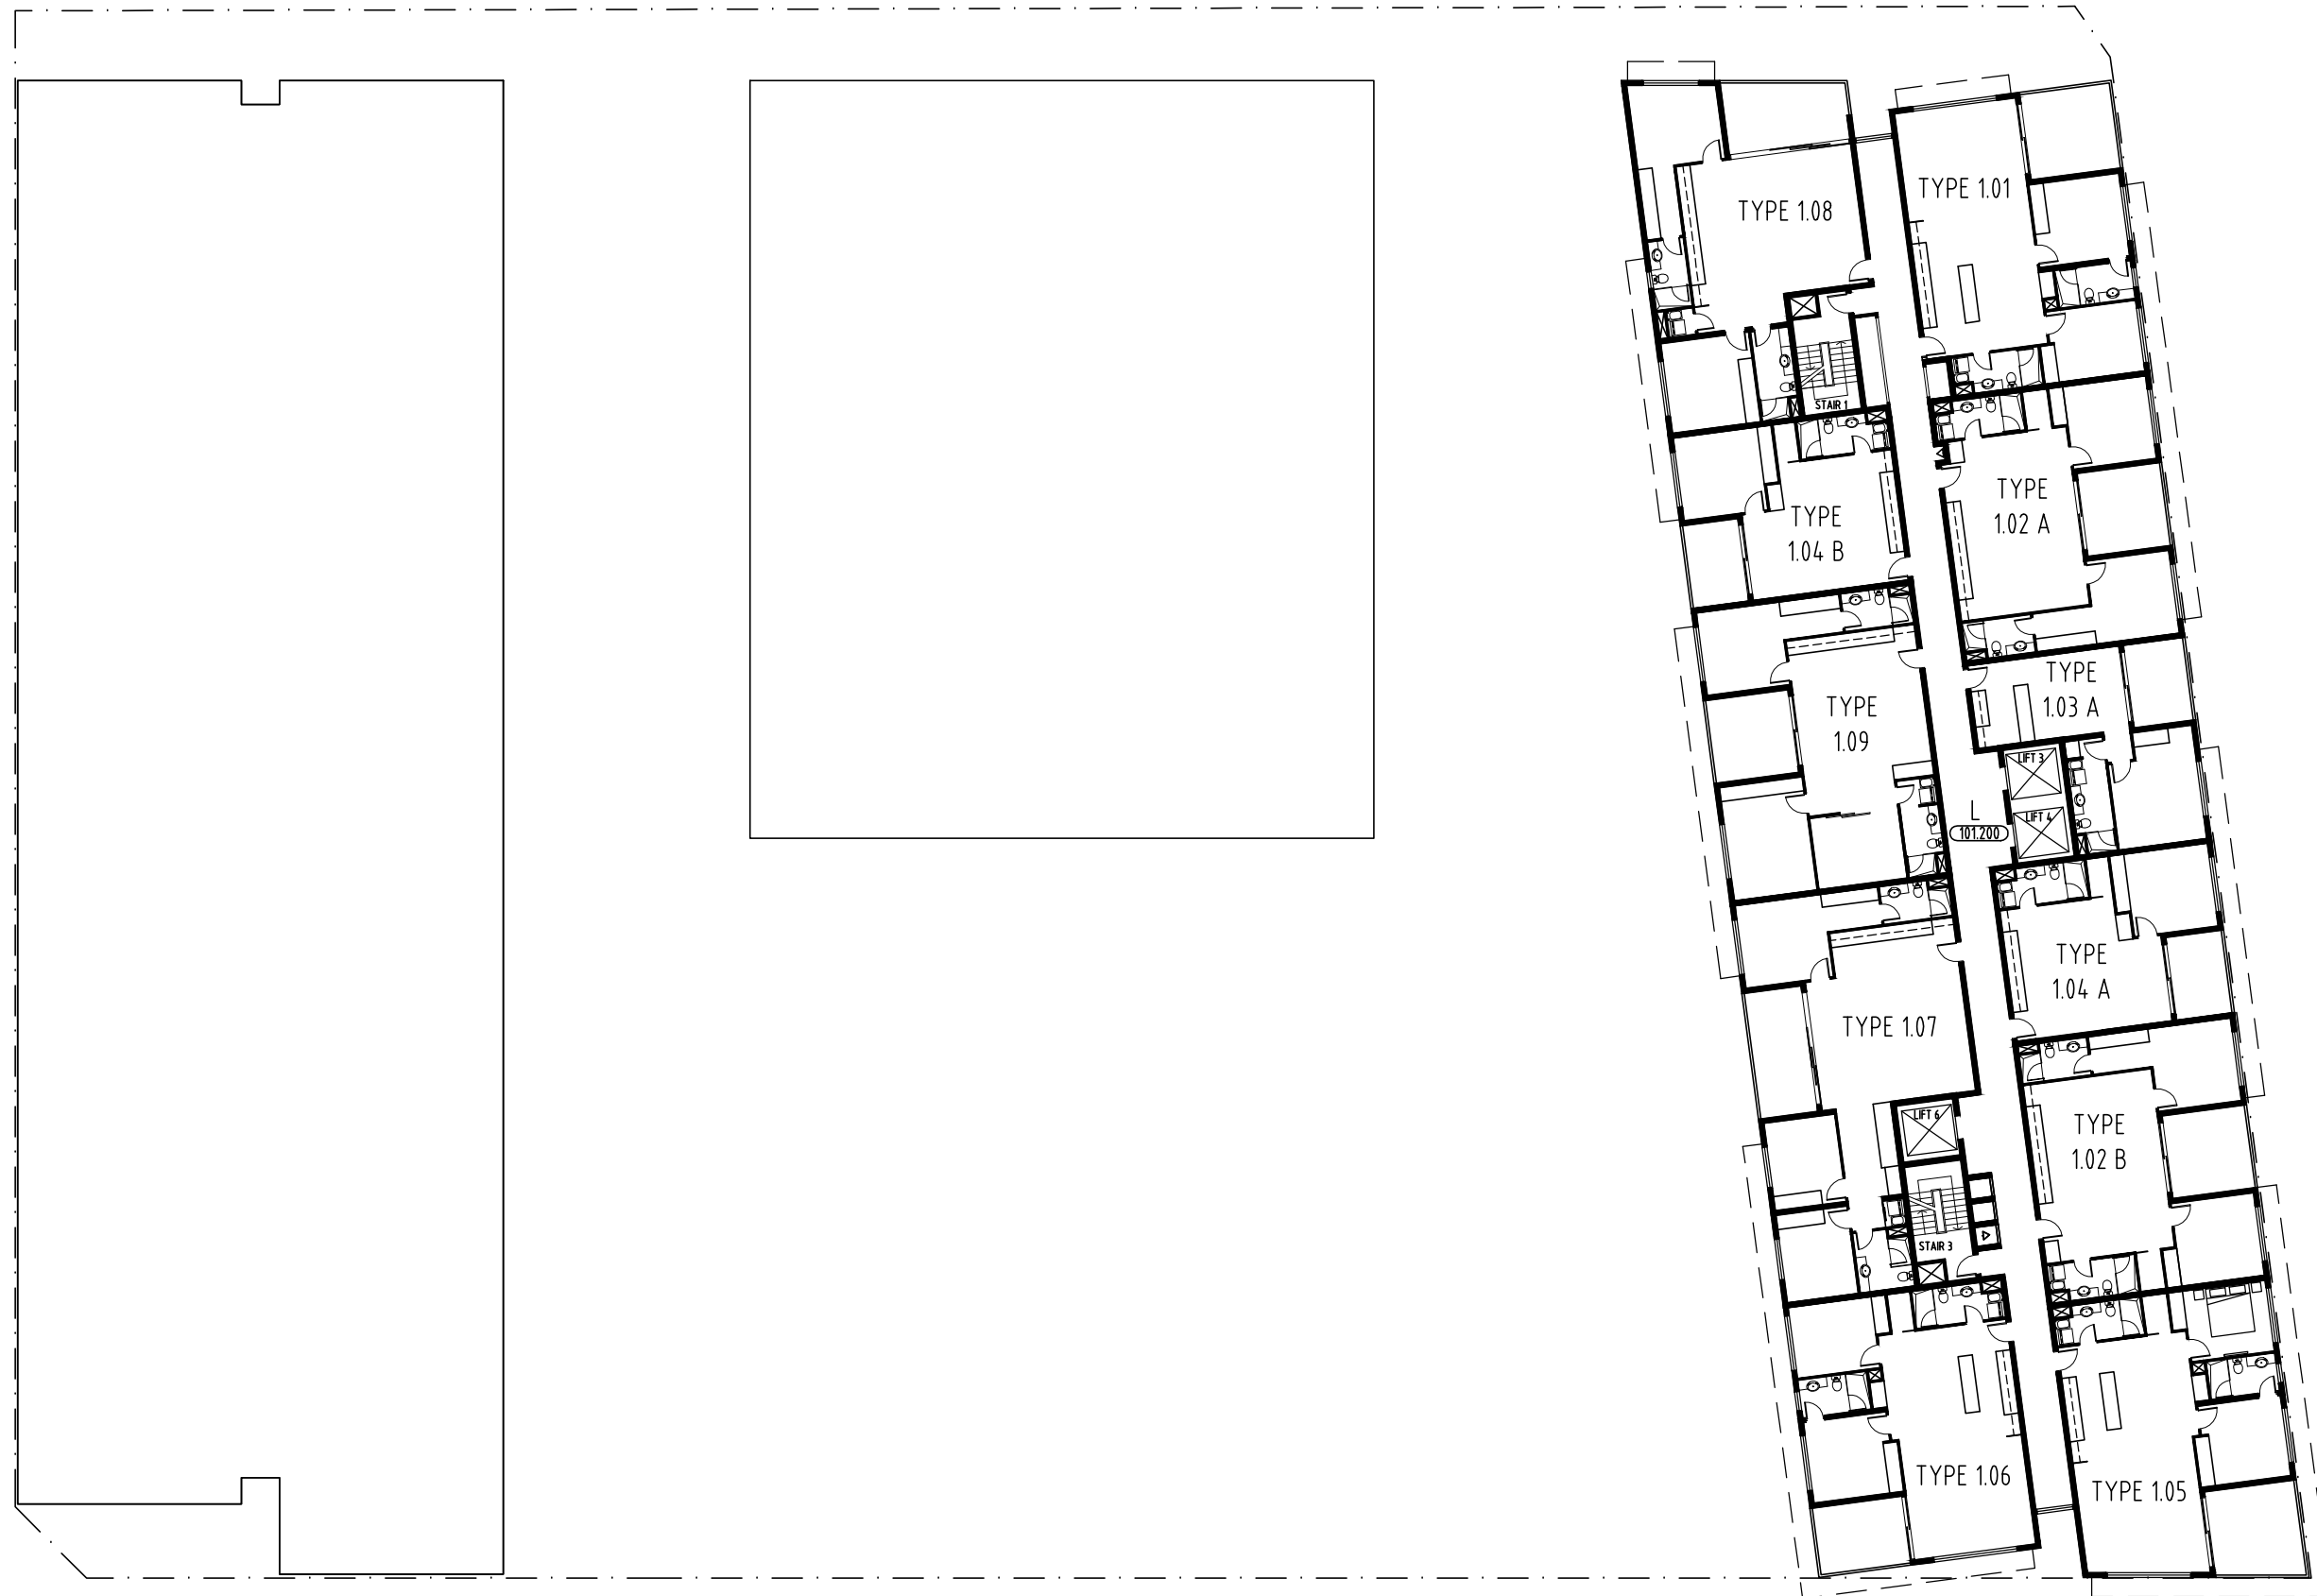 TYPE 1.01
TYPE 1.08
STAIR 1
TYPE
1.02 A
TYPE
1.04 B
TYPE
1.03 A
TYPE
1.09
LIFT 3
L
101.200
LIFT 4
TYPE
1.04 A
TYPE 1.07
LIFT 6
TYPE
1.02 B
STAIR 3
TYPE 1.06
TYPE 1.05